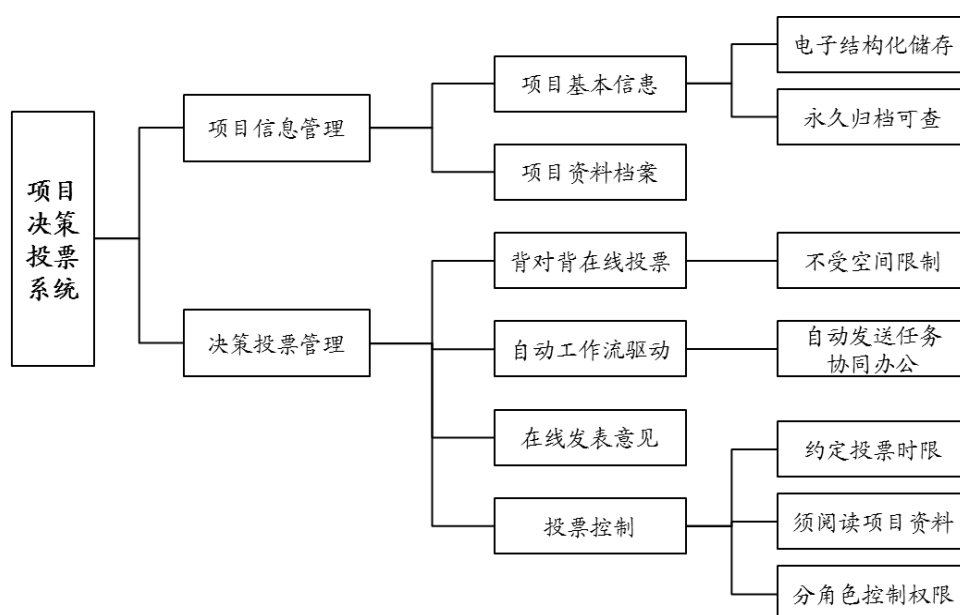 项目
决策
投票
系统
项目信息管理
项目基本信患
电子结构化储存
永久归档可查
项目资料档案
决策投票管理
背对背在线投票
不受空间限制
自动工作流驱动
自动发送任务
协同办公
在线发表意见
投票控制
约定投票时限
须阅读项目资料
分角色控制权限